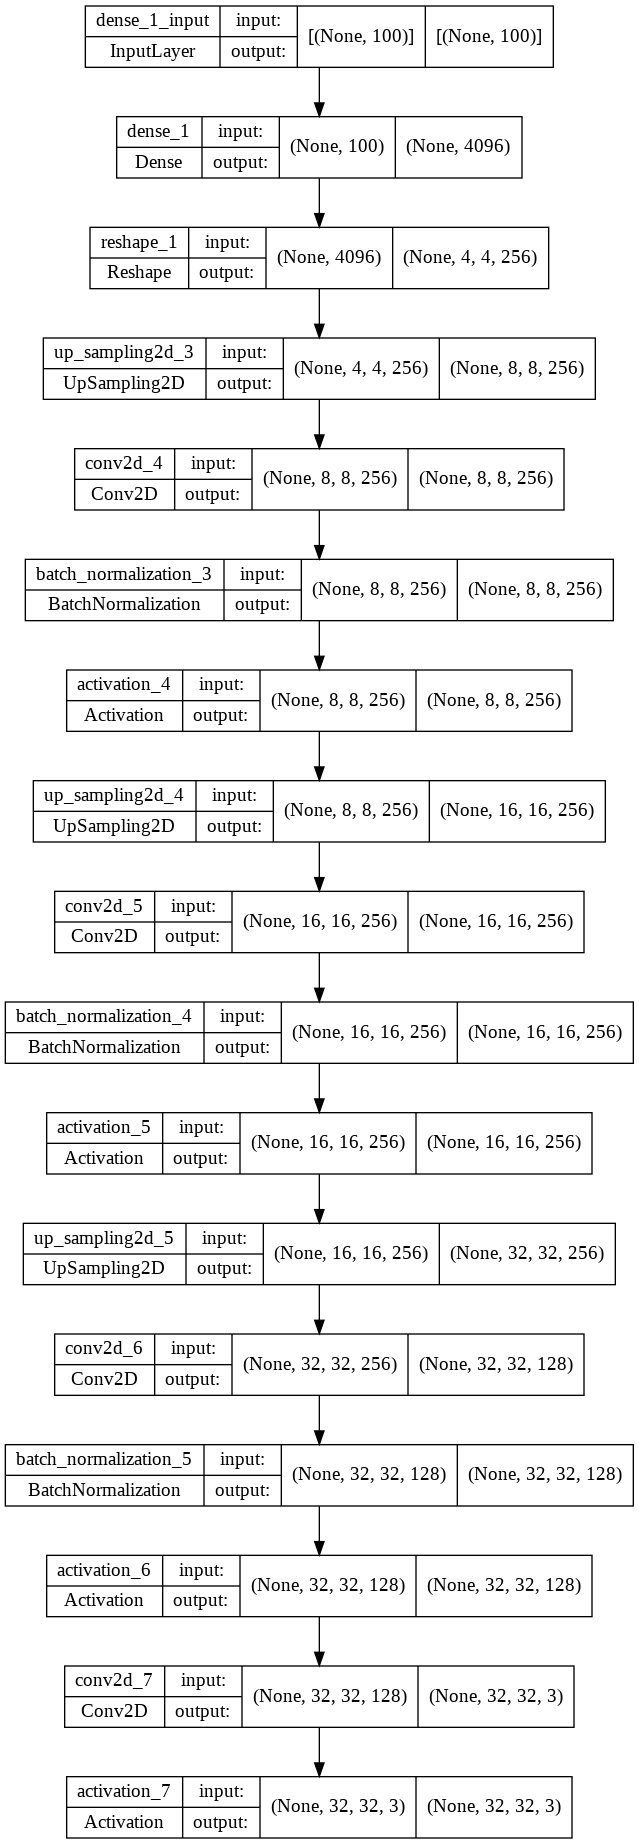 dense_1_input input: [(None, 100)] [(None, 100)]
InputLayer output:
dense_1 input: (None, 100) (None, 4096)
Dense output:
reshape_1 input: (None, 4096) (None, 4, 4, 256)
Reshape output:
up_sampling2d_3 input: (None, 4, 4, 256) (None, 8, 8, 256)
UpSampling2D output:
conv2d_4 input: (None, 8, 8, 256) (None, 8, 8, 256)
Conv2D output:
batch_normalization_3 input: (None, 8, 8, 256) (None, 8, 8, 256)
BatchNormalization output:
activation_4 input: (None, 8, 8, 256) (None, 8, 8, 256)
Activation output:
up_sampling2d_4 input: (None, 8, 8, 256) (None, 16, 16, 256)
UpSampling2D output:
conv2d_5 input: (None, 16, 16, 256) (None, 16, 16, 256)
Conv2D output:
batch_normalization_4 input: (None, 16, 16, 256) (None, 16, 16, 256)
BatchNormalization output:
activation_5 input: (None, 16, 16, 256) (None, 16, 16, 256)
Activation output:
up_sampling2d_5 input: (None, 16, 16, 256) (None, 32, 32, 256)
UpSampling2D output:
conv2d_6 input: (None, 32, 32, 256) (None, 32, 32, 128)
Conv2D output:
batch_normalization_5 input: (None, 32, 32, 128) (None, 32, 32, 128)
BatchNormalization output:
activation_6 input: (None, 32, 32, 128) (None, 32, 32, 128)
Activation output:
conv2d_7 input: (None, 32, 32, 128) (None, 32, 32, 3)
Conv2D output:
activation_7 input: (None, 32, 32, 3) (None, 32, 32, 3)
Activation output: